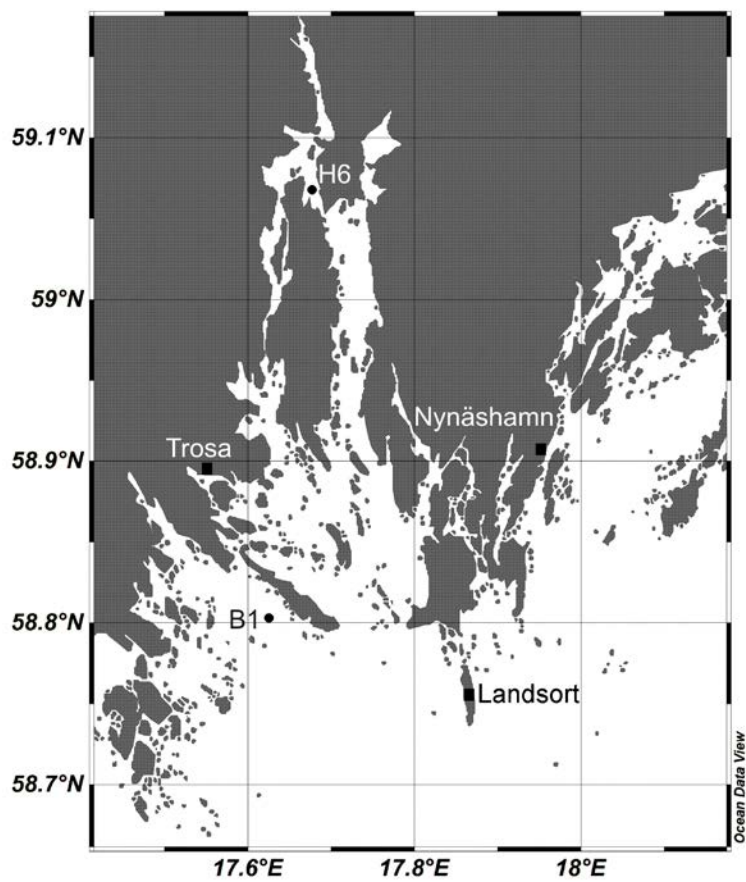 59.1°N
H6
59°N
Nynäshamn
Trosa
58.9°N
58.8°N
B1
Landsort
58.7°N
Ocean Data View
17.6°E
17.8°E
18°E